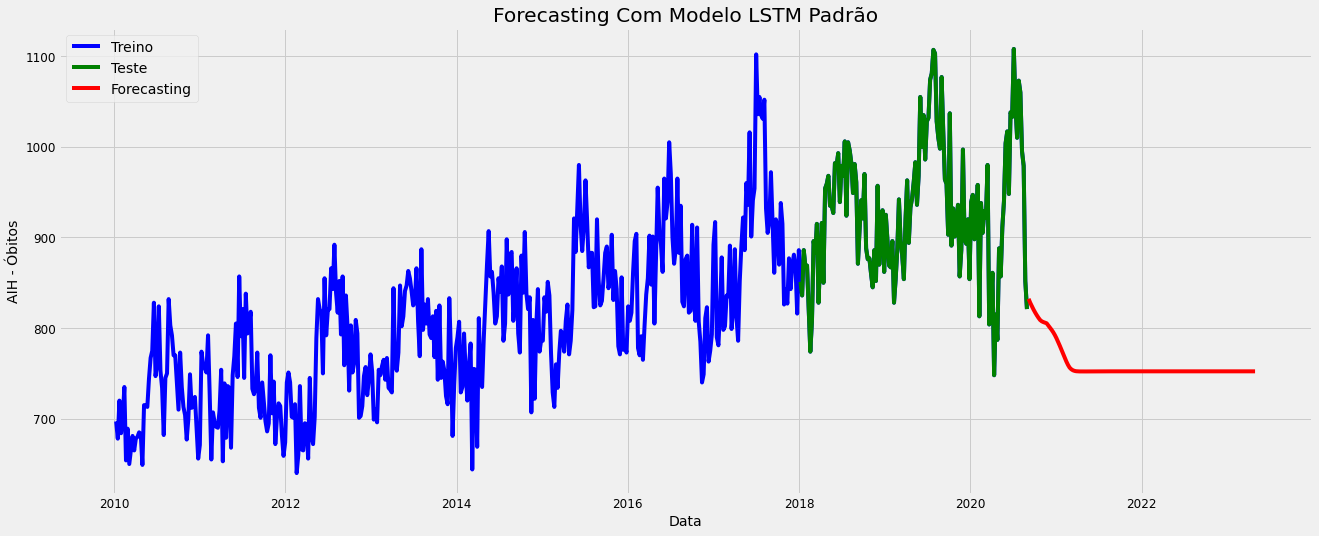 Forecasting Com Modelo LSTM Padrão
Treino
Teste
Forecasting
1100
1000
900
800
700
AIH - Óbitos
2010
2012
2014
2016
2018
2020
2022
Data